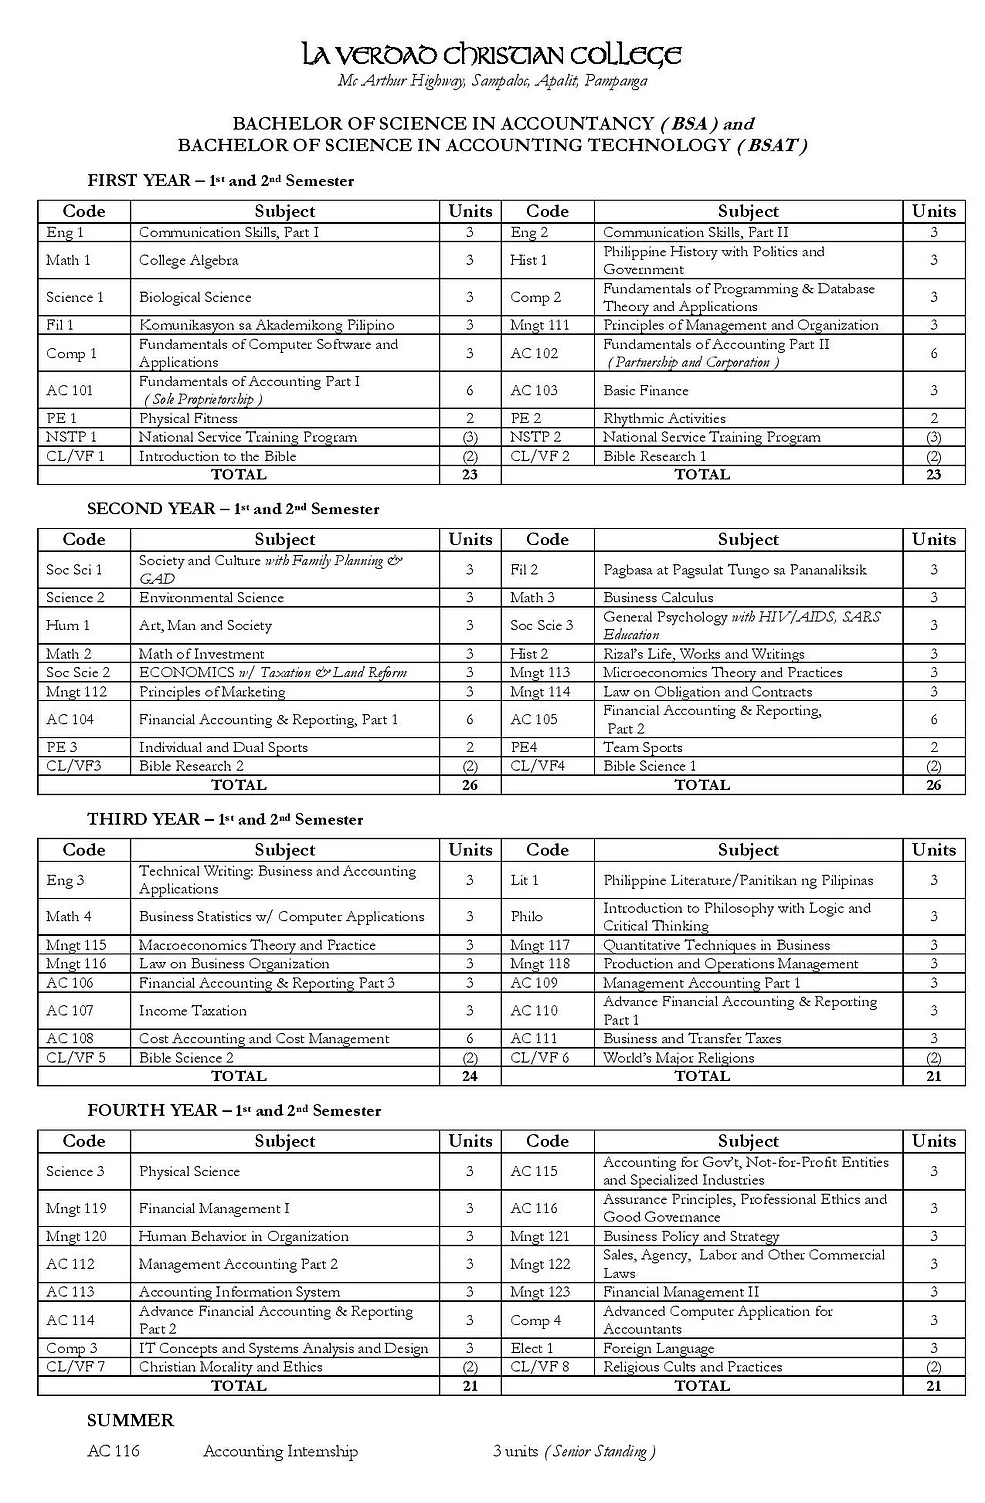 LA VERDAD CHRISTIAN COLLEGE
Mc Arthur Highway, Sampaloc, Apalit, Pampanga
BACHELOR OF SCIENCE IN ACCOUNTANCY ( BSA ) and
BACHELOR OF SCIENCE IN ACCOUNTING TECHNOLOGY ( BSAT )
FIRST YEAR – 1st and 2nd Semester
Code Subject Units Code Subject Units
Eng 1 Communication Skills, Part I 3 Eng 2 Communication Skills, Part II 3
Math 1 College Algebra 3 Hist 1 Philippine History with Politics and
Government 3
Science 1 Biological Science 3 Comp 2 Fundamentals of Programming & Database
Theory and Applications 3
Fil 1 Komunikasyon sa Akademikong Pilipino 3 Mngt 111 Principles of Management and Organization 3
Comp 1 Fundamentals of Computer Software and
Applications 3 AC 102 Fundamentals of Accounting Part II
( Partnership and Corporation ) 6
AC 101 Fundamentals of Accounting Part I
( Sole Proprietorship ) 6 AC 103 Basic Finance 3
PE 1 Physical Fitness 2 PE 2 Rhythmic Activities 2
NSTP 1 National Service Training Program (3) NSTP 2 National Service Training Program (3)
CL/VF 1 Introduction to the Bible (2) CL/VF 2 Bible Research 1 (2)
TOTAL 23 TOTAL 23
SECOND YEAR – 1st and 2nd Semester
Code Subject Units Code Subject Units
Soc Sci 1 Society and Culture with Family Planning &
GAD 3 Fil 2 Pagbasa at Pagsulat Tungo sa Pananaliksik 3
Science 2 Environmental Science 3 Math 3 Business Calculus 3
Hum 1 Art, Man and Society 3 Soc Scie 3 General Psychology with HIV/AIDS, SARS
Education 3
Math 2 Math of Investment 3 Hist 2 Rizal's Life, Works and Writings 3
Soc Scie 2 ECONOMICS w/ Taxation & Land Reform 3 Mngt 113 Microeconomics Theory and Practices 3
Mngt 112 Principles of Marketing 3 Mngt 114 Law on Obligation and Contracts 3
AC 104 Financial Accounting & Reporting, Part 1 6 AC 105 Financial Accounting & Reporting,
Part 2 6
PE 3 Individual and Dual Sports 2 PE4 Team Sports 2
CL/VF3 Bible Research 2 (2) CL/VF4 Bible Science 1 (2)
TOTAL 26 TOTAL 26
THIRD YEAR – 1st and 2nd Semester
Code Subject Units Code Subject Units
Eng 3 Technical Writing: Business and Accounting
Applications 3 Lit 1 Philippine Literature/Panitikan ng Pilipinas 3
Math 4 Business Statistics w/ Computer Applications 3 Philo Introduction to Philosophy with Logic and
Critical Thinking 3
Mngt 115 Macroeconomics Theory and Practice 3 Mngt 117 Quantitative Techniques in Business 3
Mngt 116 Law on Business Organization 3 Mngt 118 Production and Operations Management 3
AC 106 Financial Accounting & Reporting Part 3 3 AC 109 Management Accounting Part 1 3
AC 107 Income Taxation 3 AC 110 Advance Financial Accounting & Reporting
Part 1 3
AC 108 Cost Accounting and Cost Management 6 AC 111 Business and Transfer Taxes 3
CL/VF 5 Bible Science 2 (2) CL/VF 6 World's Major Religions (2)
TOTAL 24 TOTAL 21
FOURTH YEAR – 1st and 2nd Semester
Code Subject Units Code Subject Units
Science 3 Physical Science 3 AC 115 Accounting for Gov't, Not-for-Profit Entities
and Specialized Industries 3
Mngt 119 Financial Management I 3 AC 116 Assurance Principles, Professional Ethics and
Good Governance 3
Mngt 120 Human Behavior in Organization 3 Mngt 121 Business Policy and Strategy 3
AC 112 Management Accounting Part 2 3 Mngt 122 Sales, Agency, Labor and Other Commercial
Laws 3
AC 113 Accounting Information System 3 Mngt 123 Financial Management II 3
AC 114 Advance Financial Accounting & Reporting
Part 2 3 Comp 4 Advanced Computer Application for
Accountants 3
Comp 3 IT Concepts and Systems Analysis and Design 3 Elect 1 Foreign Language 3
CL/VF 7 Christian Morality and Ethics (2) CL/VF 8 Religious Cults and Practices (2)
TOTAL 21 TOTAL 21
SUMMER
AC 116 Accounting Internship 3 units ( Senior Standing )